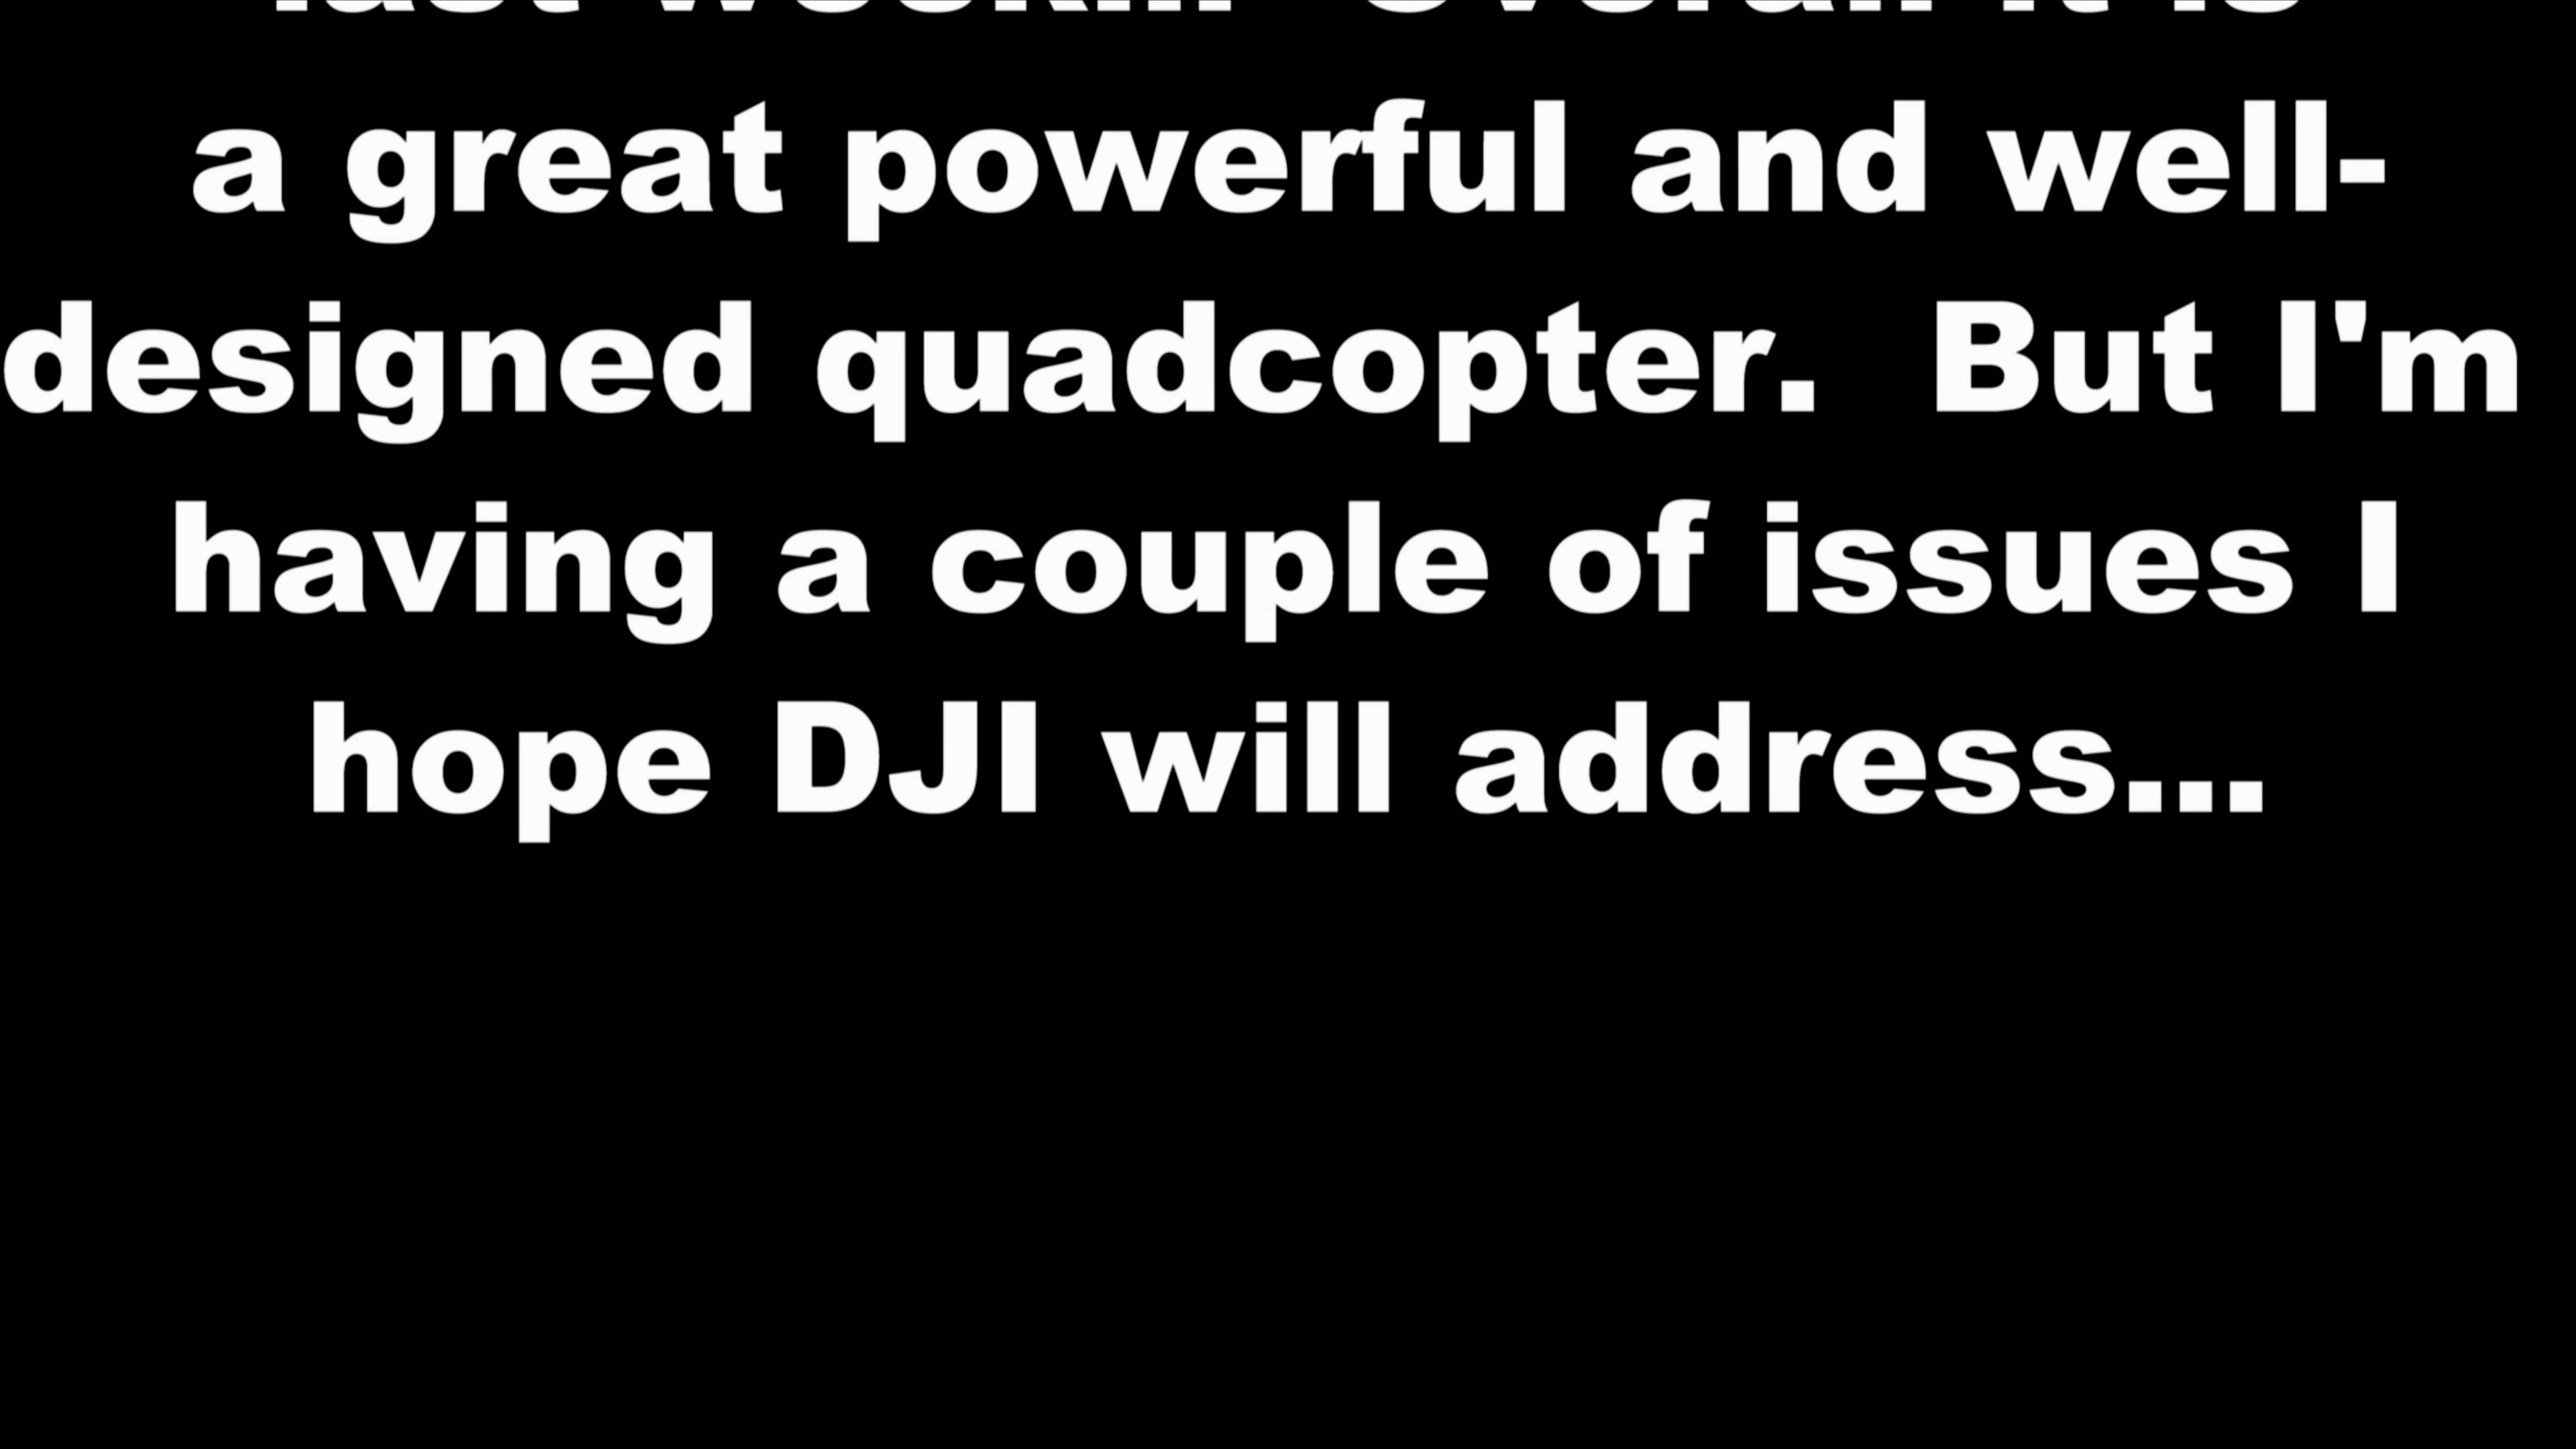 a great powerful and well-
designed quadcopter.  But I'm
having a couple of issues I
hope DJI will address...